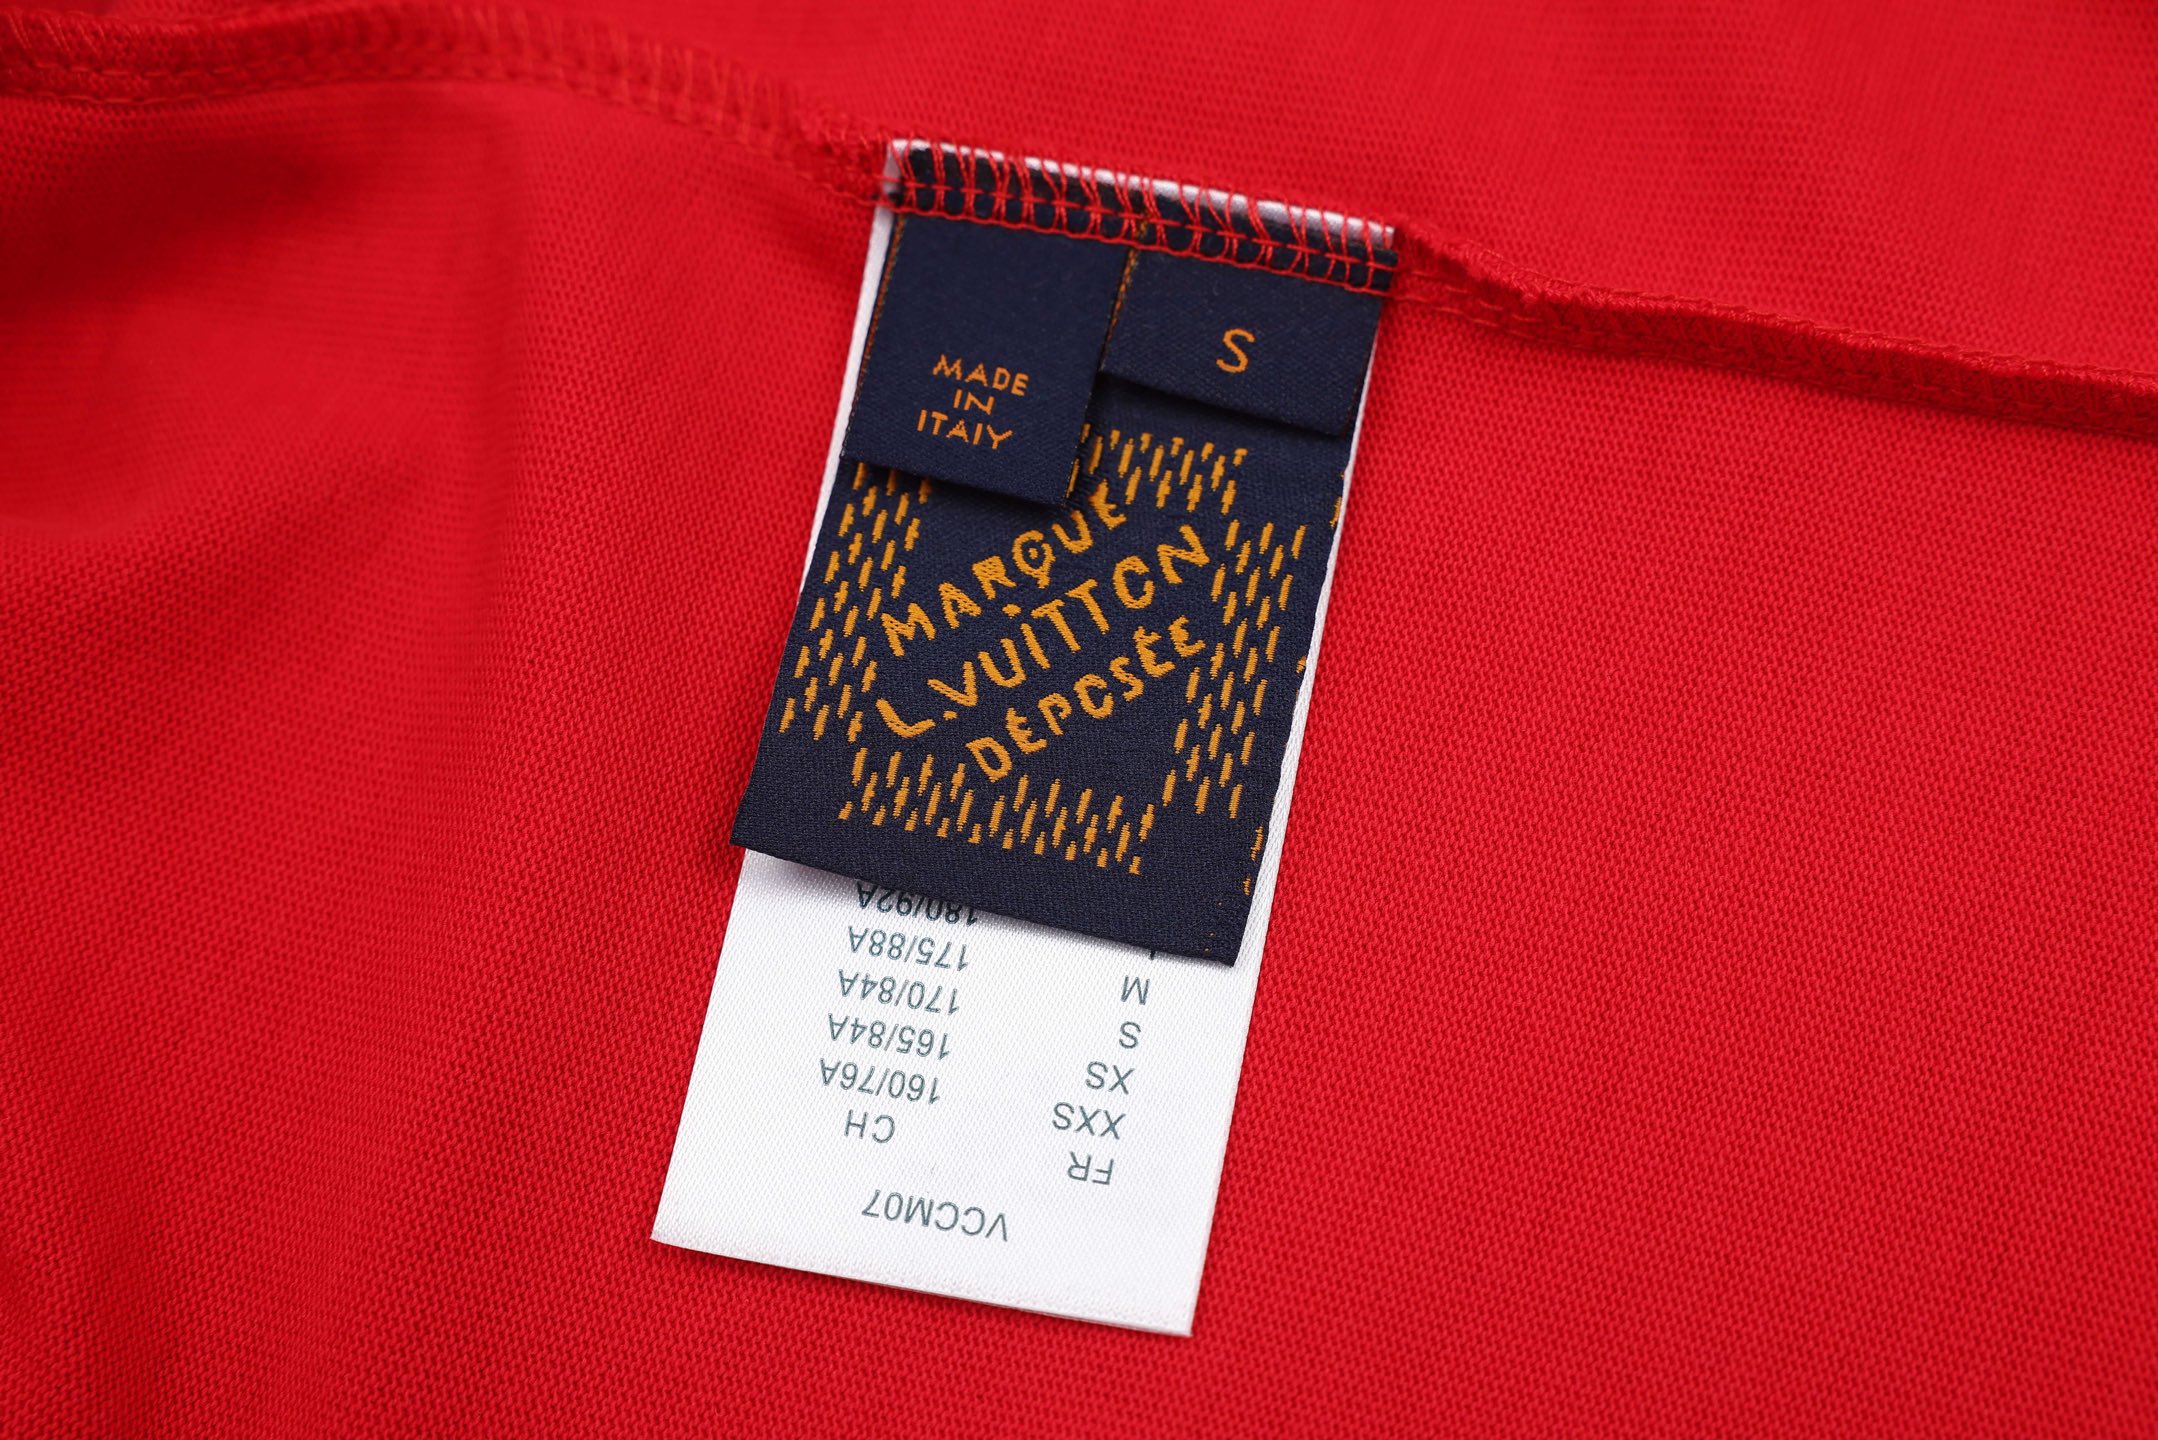 MADE
IN
ITAIY
S
MARQUE
L.VUITTON
DÉPOSÉE
VCCM07
FR CH
XXS 160/76A
XS 165/84A
S 170/84A
M 175/88A
180/92A